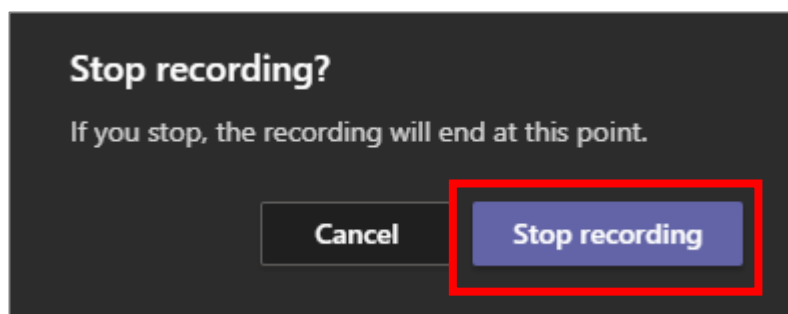 Stop recording?
If you stop, the recording will end at this point.
Cancel Stop recording